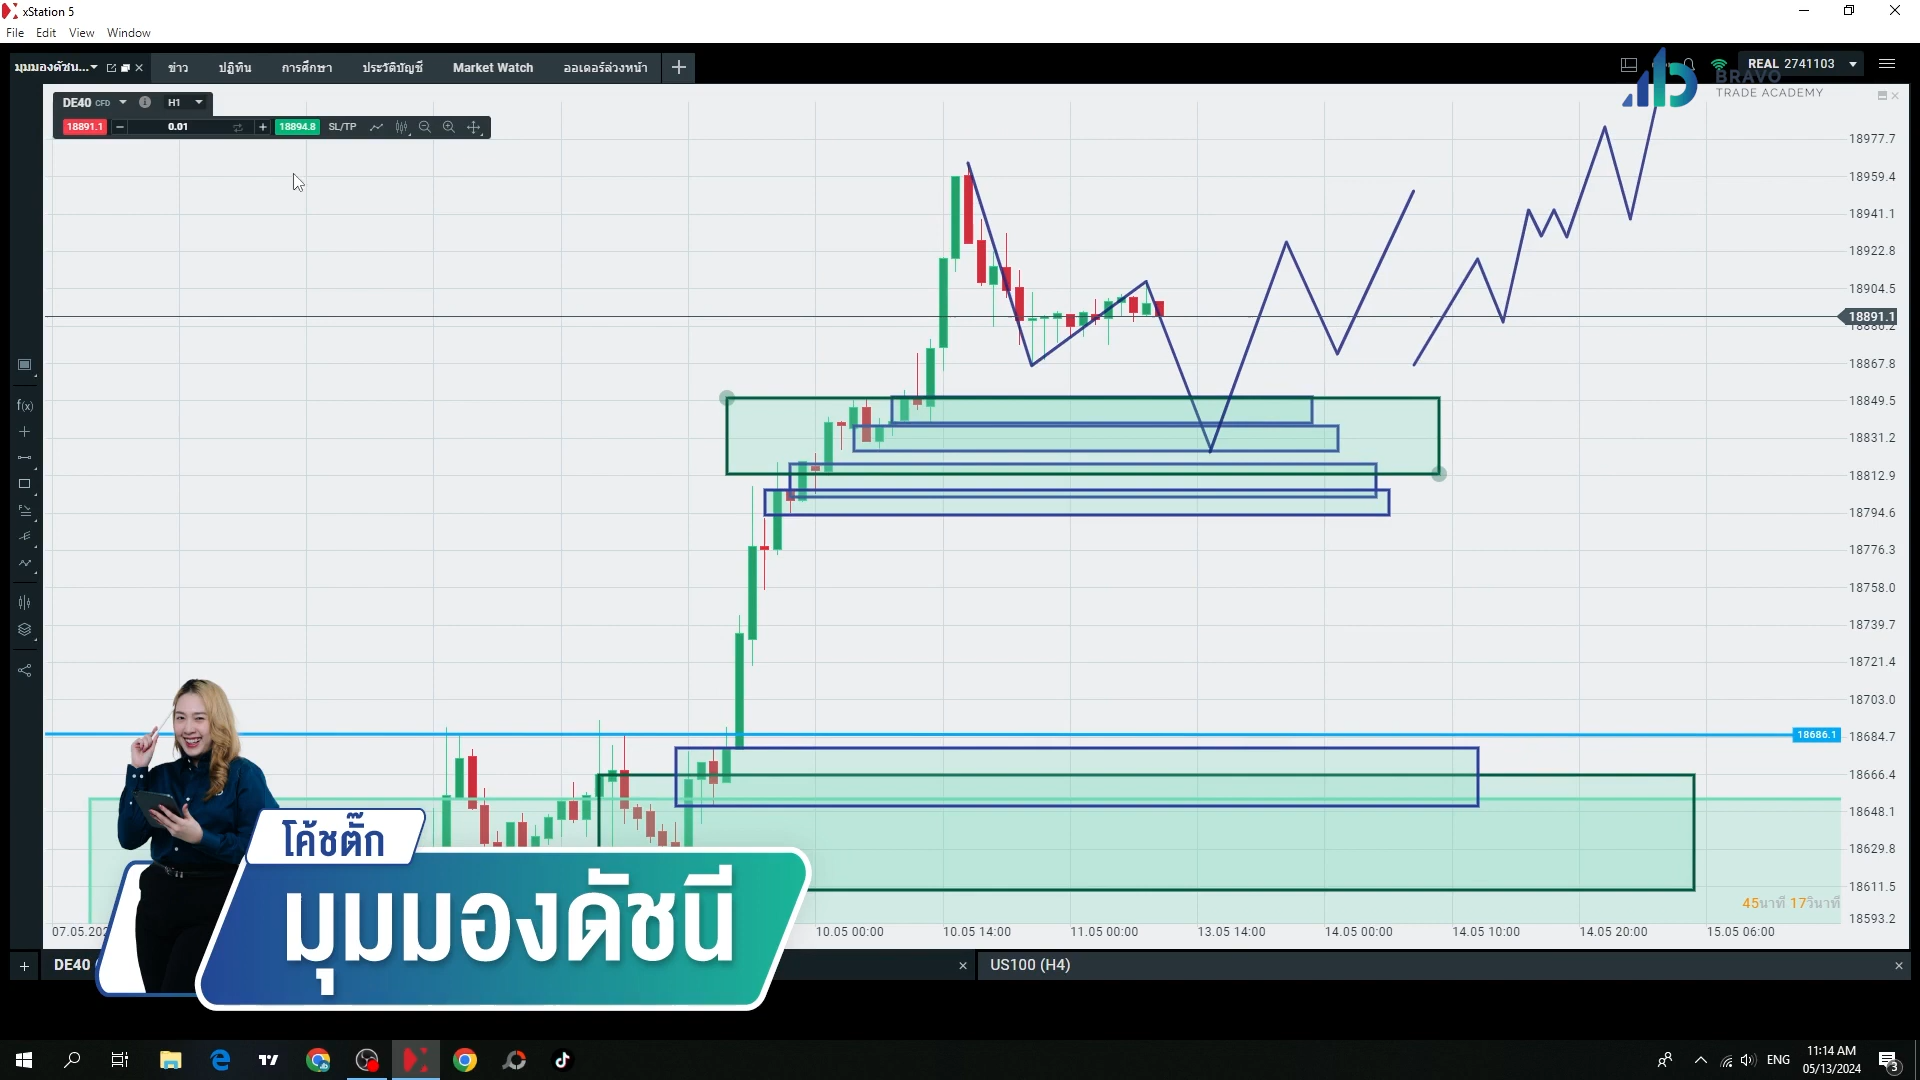 xStation 5
File Edit View Window
มุมมองดัชน... ข่าว ปฏิทิน การศึกษา ประวัติบัญชี Market Watch ออเดอร์ล่วงหน้า
REAL 2741103
BRAVO
TRADE ACADEMY
DE40 CFD H1
18891.1 0.01 18894.8 SL/TP
18977.7
18959.4
18941.1
18922.8
18904.5
18891.1
18867.8
18849.5
18831.2
18812.9
18794.6
18776.3
18758.0
18739.7
18721.4
18703.0
18686.1
18684.7
18666.4
18648.1
18629.8
18611.5
18593.2
f(x)
45นาที 17วินาที
โค้ชติ๊ก
มุมมองดัชนี
10.05 00:00 10.05 14:00 11.05 00:00 13.05 14:00 14.05 00:00 14.05 10:00 14.05 20:00 15.05 06:00
DE40
US100 (H4)
ENG
11:14 AM
05/13/2024
3